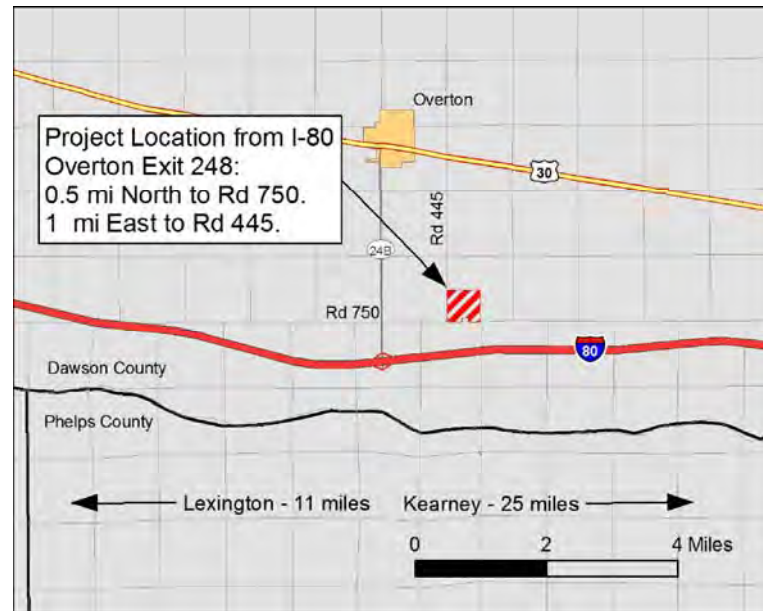 Overton
Project Location from I-80
Overton Exit 248:
0.5 mi North to Rd 750.
1 mi East to Rd 445.
30
Rd 445
24B
Rd 750
80
Dawson County
Phelps County
Lexington - 11 miles
Kearney - 25 miles
0 2 4 Miles